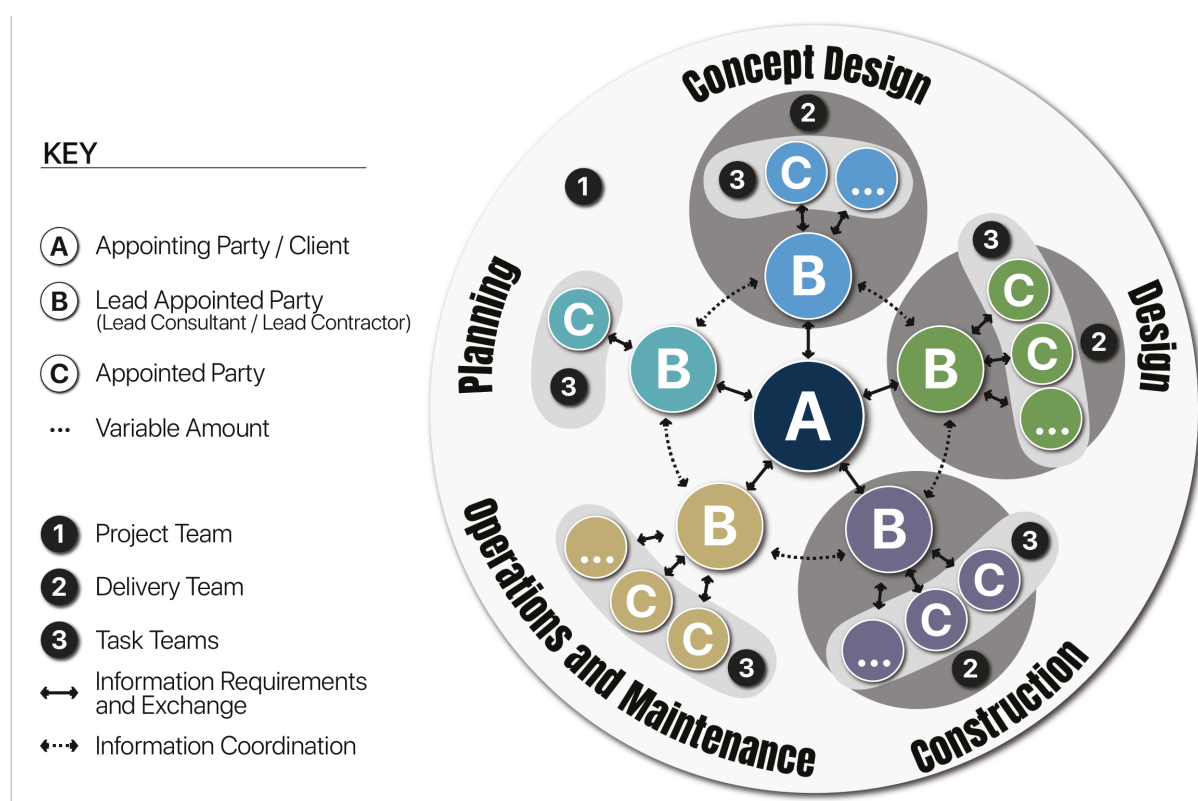 KEY
A Appointing Party / Client
B Lead Appointed Party
(Lead Consultant / Lead Contractor)
C Appointed Party
... Variable Amount
1 Project Team
2 Delivery Team
3 Task Teams
Information Requirements
and Exchange
Information Coordination
Concept Design
2
3 C ...
B
1
Planning
C
3
B
A
Design
3
C
B
C
2
...
Operations and Maintenance
B
...
C
C
3
Construction
B
3
C
C
...
2